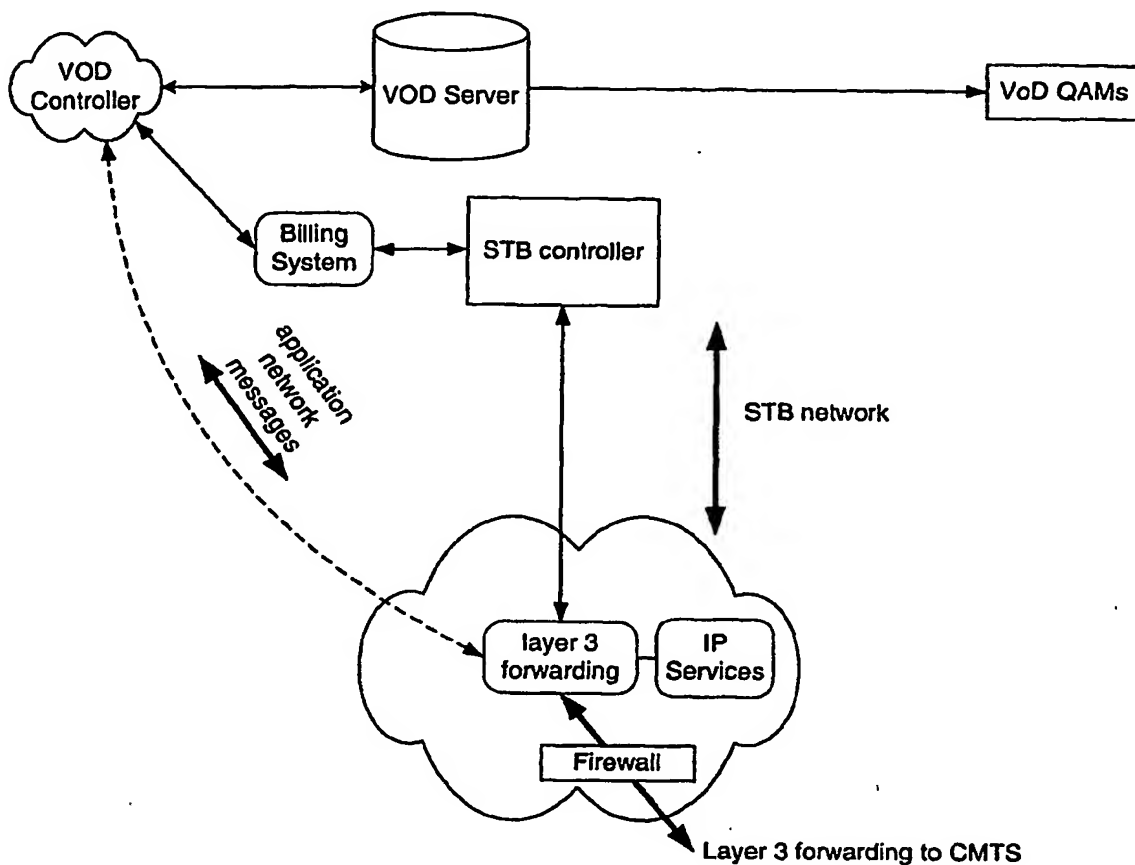 VOD
Controller
VOD Server
VoD QAMs
Billing
System
STB controller
application
network
messages
STB network
layer 3
forwarding
IP
Services
Firewall
Layer 3 forwarding to CMTS